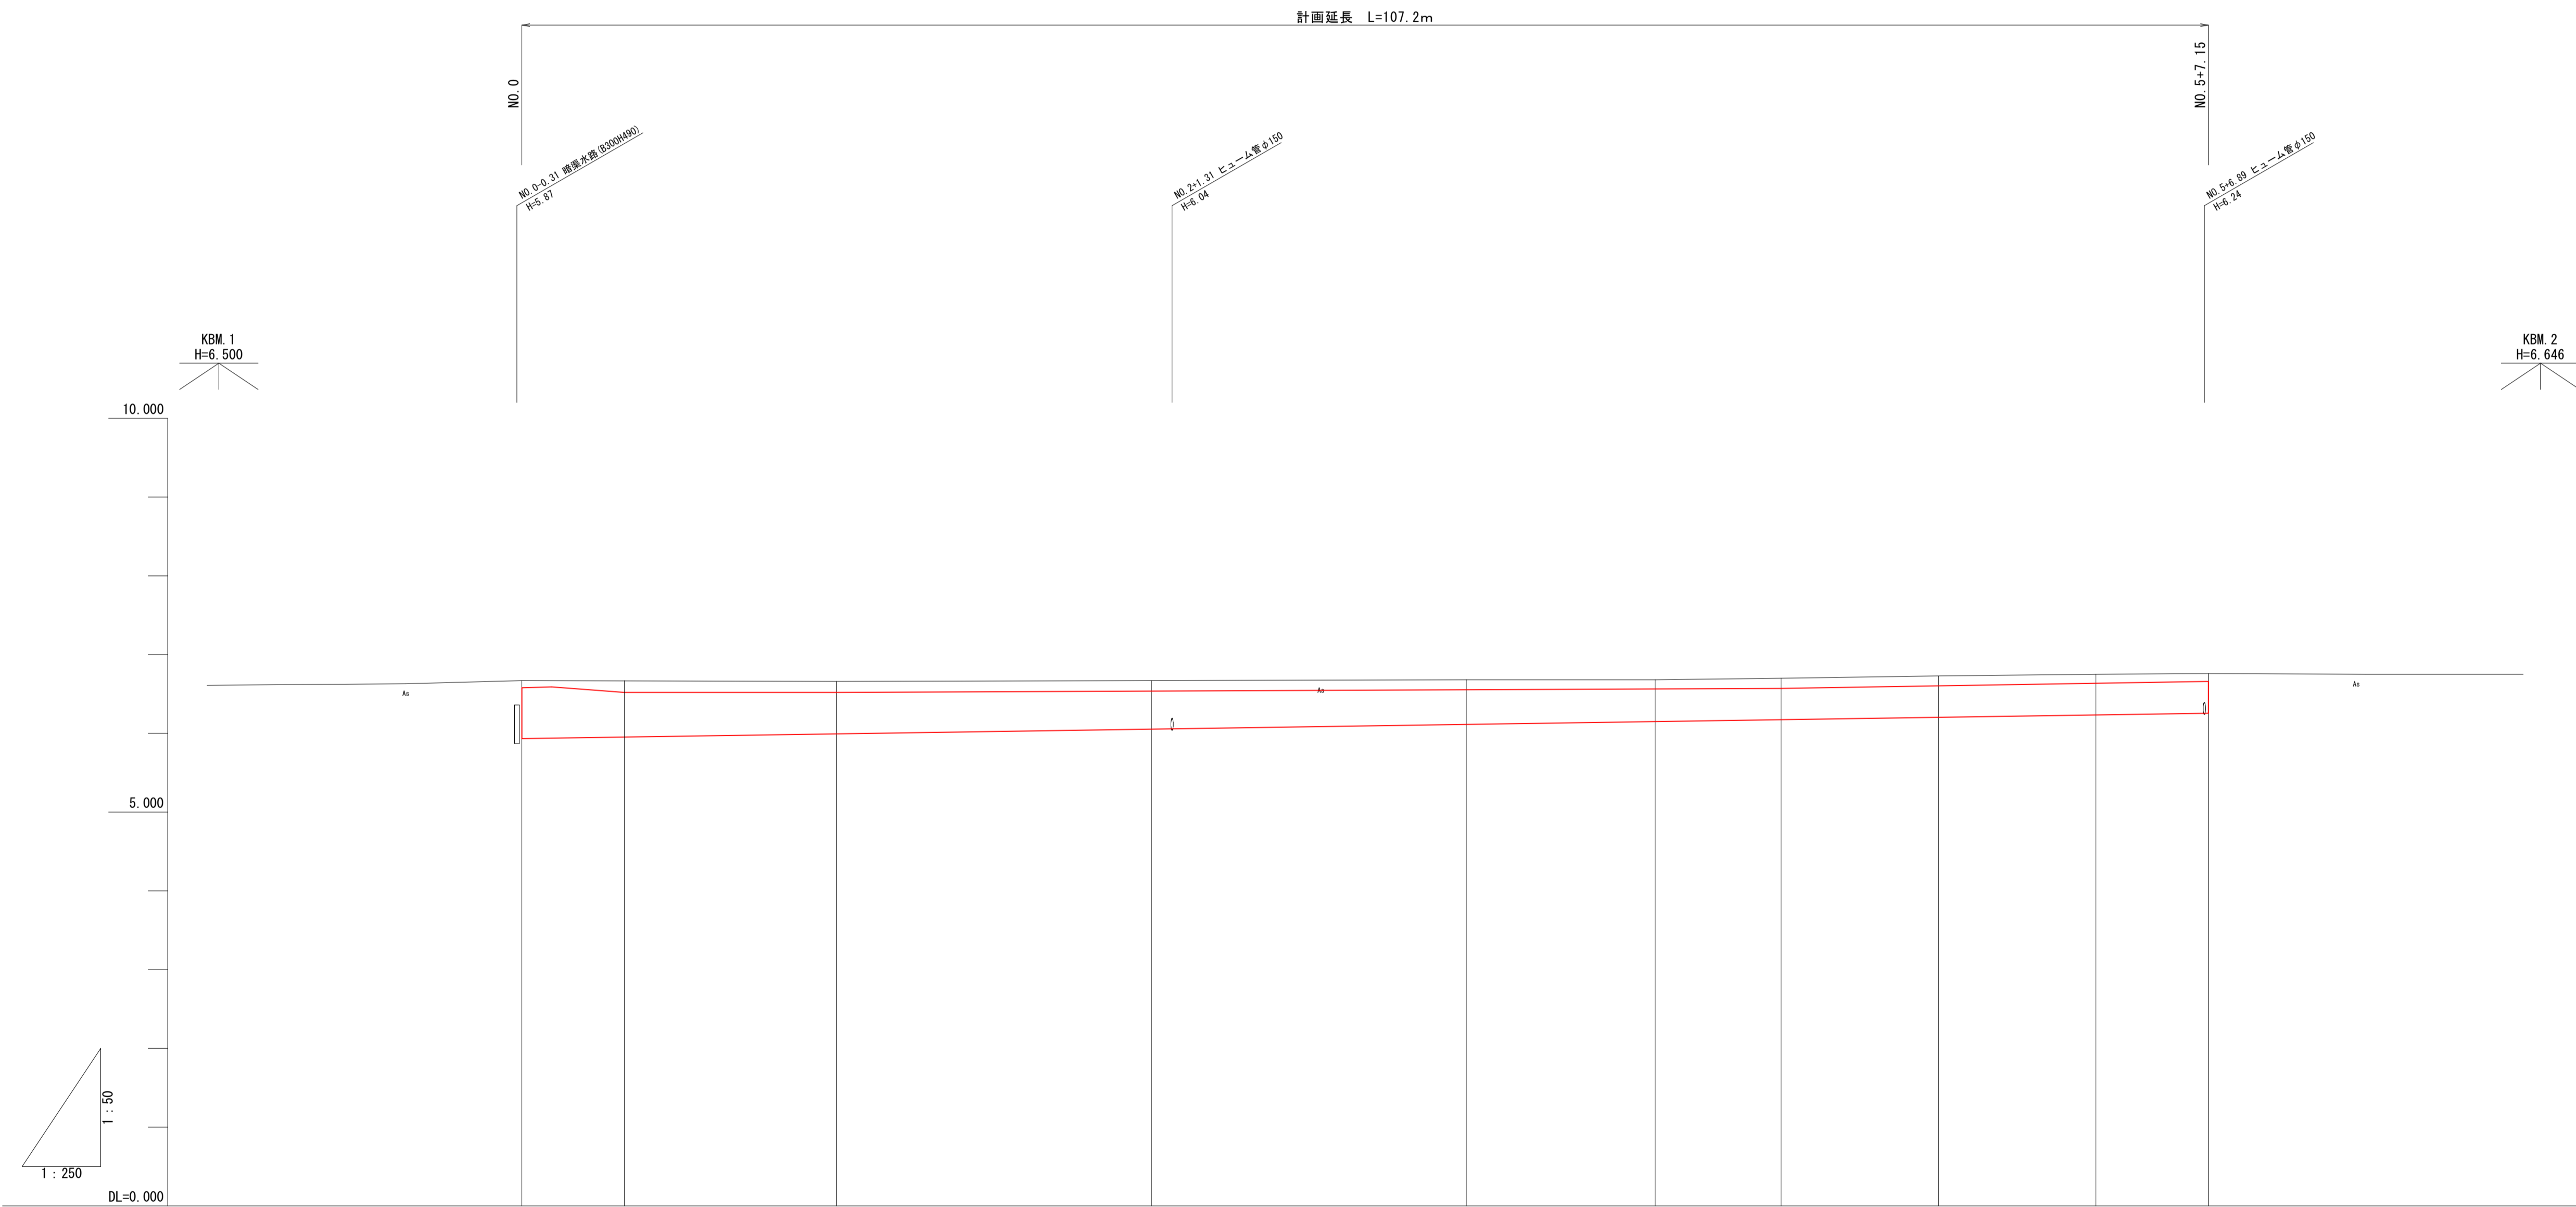 計画延長 L=107.2m
NO.0
NO.5+7.15
NO.0-0.31 暗渠水路(B300H490)
H=5.87
NO.2+1.31 ヒューム管φ150
H=6.04
NO.5+6.89 ヒューム管φ150
H=6.24
KBM.1
H=6.500
KBM.2
H=6.646
10.000
As
As
As
5.000
1:50
1:250
DL=0.000